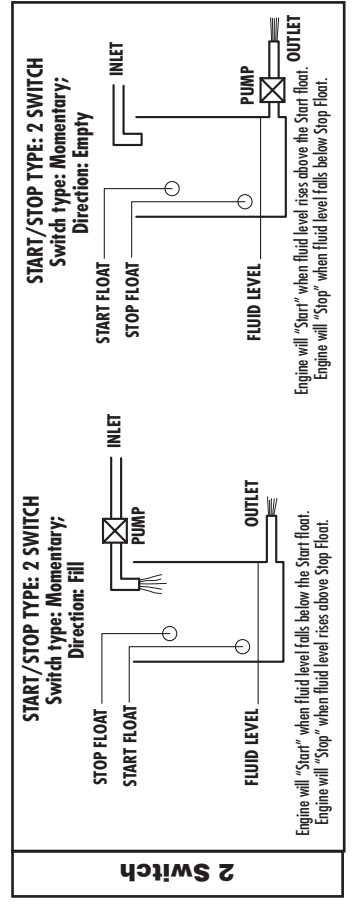 2 Switch
START/STOP TYPE: 2 SWITCH
Switch type: Momentary;
Direction: Fill
STOP FLOAT
START FLOAT
PUMP
INLET
FLUID LEVEL
OUTLET
Engine will "Start" when fluid level falls below the Start float.
Engine will "Stop" when fluid level rises above Stop Float.
START/STOP TYPE: 2 SWITCH
Switch type: Momentary;
Direction: Empty
START FLOAT
STOP FLOAT
INLET
FLUID LEVEL
PUMP
OUTLET
Engine will "Start" when fluid level rises above the Start float.
Engine will "Stop" when fluid level falls below Stop Float.